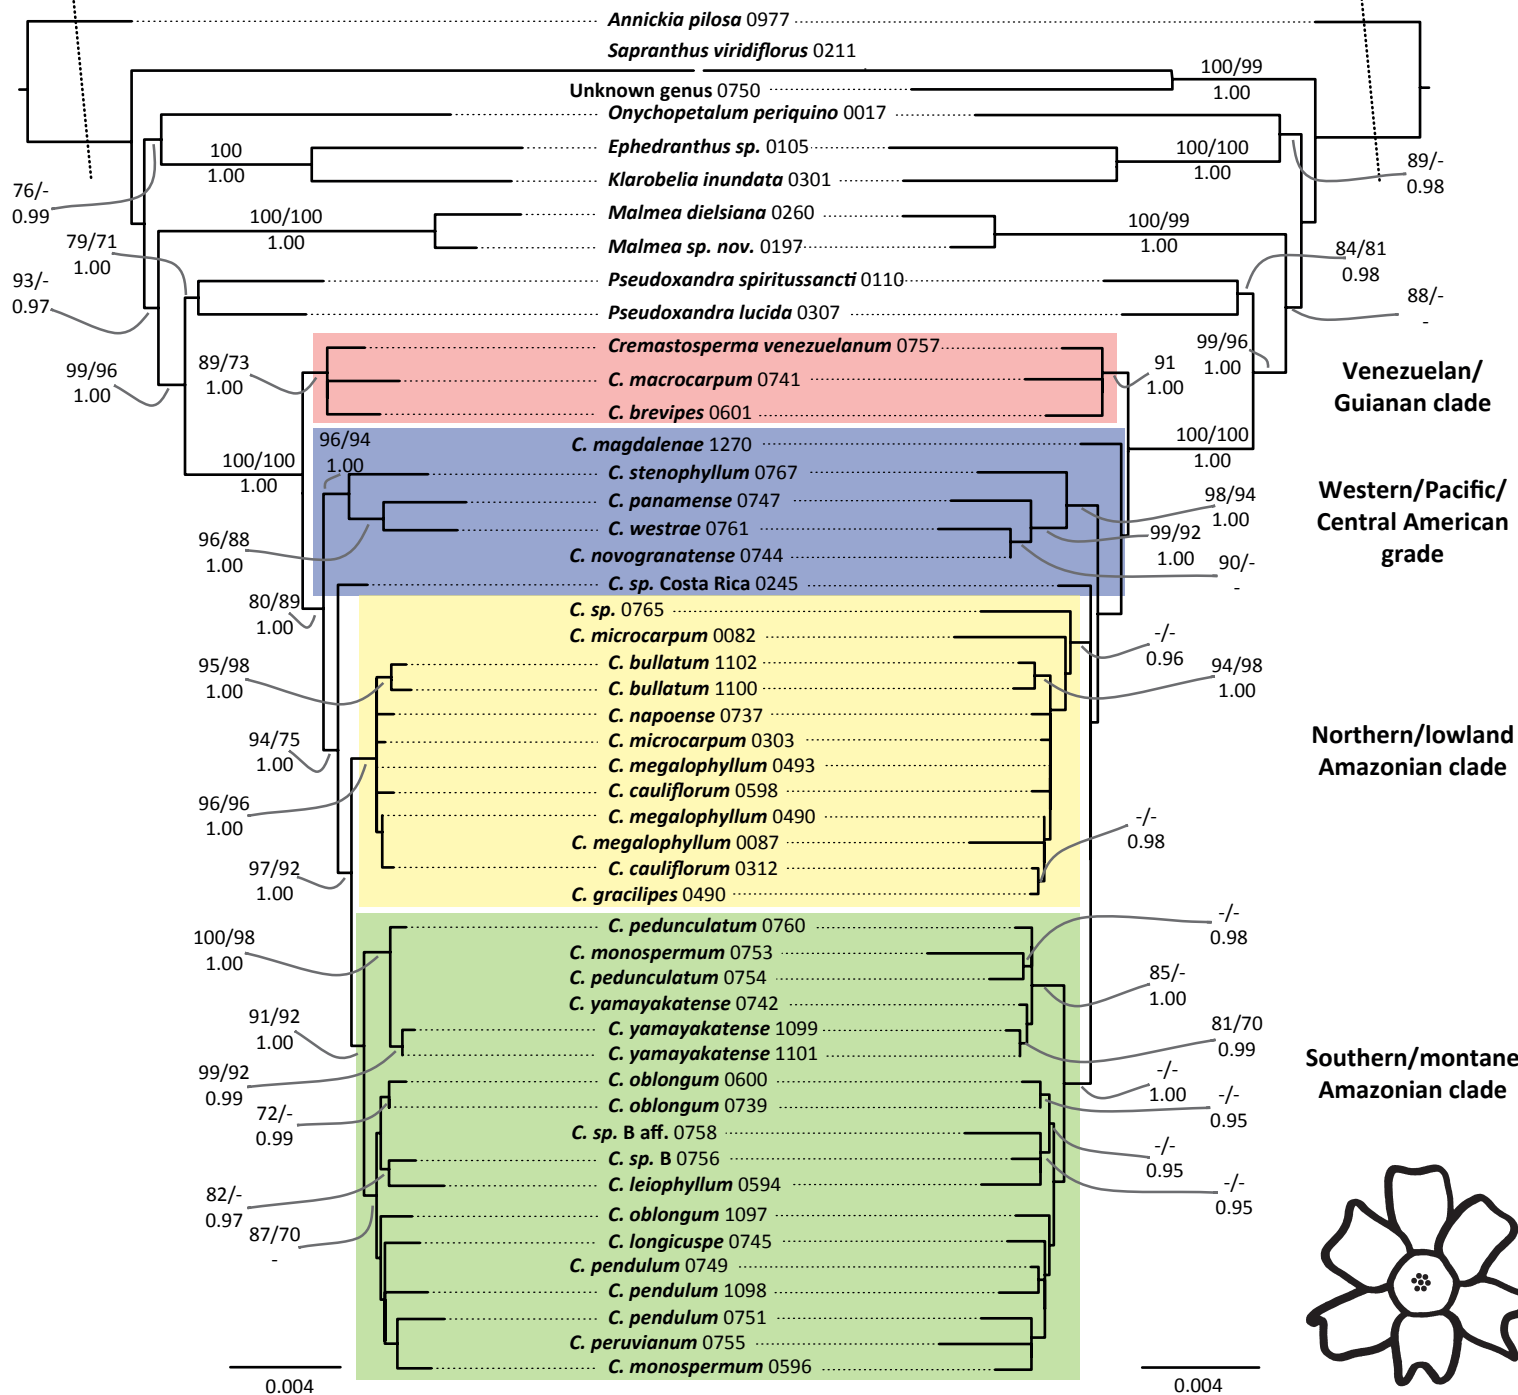 Annickia pilosa 0977
Sapranthus viridiflorus 0211
100/99
1.00
Unknown genus 0750
Onychopetalum periquino 0017
100
1.00
Ephedranthus sp. 0105
100/100
1.00
89/-
0.98
Klarobelia inundata 0301
76/-
0.99
Malmea dielsiana 0260
100/100
1.00
100/99
1.00
79/71
1.00
Malmea sp. nov. 0197
84/81
0.98
93/-
0.97
Pseudoxandra spiritussancti 0110
88/-
-
Pseudoxandra lucida 0307
Cremastosperma venezuelanum 0757
89/73
1.00
99/96
1.00
91
1.00
99/96
1.00
C. macrocarpum 0741
Venezuelan/
Guianan clade
C. brevipes 0601
C. magdalenae 1270
96/94
1.00
100/100
1.00
100/100
1.00
C. stenophyllum 0767
C. panamense 0747
98/94
1.00
Western/Pacific/
Central American
grade
C. westrae 0761
96/88
1.00
99/92
1.00
C. novogranatense 0744
90/-
-
C. sp. Costa Rica 0245
80/89
1.00
C. sp. 0765
C. microcarpum 0082
-/-
0.96
95/98
1.00
C. bullatum 1102
94/98
1.00
C. bullatum 1100
C. napoense 0737
94/75
1.00
C. microcarpum 0303
Northern/lowland
Amazonian clade
C. megalophyllum 0493
C. cauliflorum 0598
96/96
1.00
C. megalophyllum 0490
-/-
0.98
C. megalophyllum 0087
97/92
1.00
C. cauliflorum 0312
C. gracilipes 0490
C. pedunculatum 0760
-/-
0.98
100/98
1.00
C. monospermum 0753
C. pedunculatum 0754
85/-
1.00
C. yamayakatense 0742
91/92
1.00
C. yamayakatense 1099
81/70
0.99
C. yamayakatense 1101
Southern/montane
Amazonian clade
99/92
0.99
C. oblongum 0600
-/-
1.00
C. oblongum 0739
-/-
0.95
72/-
0.99
C. sp. B aff. 0758
-/-
0.95
C. sp. B 0756
C. leiophyllum 0594
-/-
0.95
82/-
0.97
C. oblongum 1097
87/70
-
C. longicuspe 0745
C. pendulum 0749
C. pendulum 1098
C. pendulum 0751
C. peruvianum 0755
C. monospermum 0596
0.004
0.004